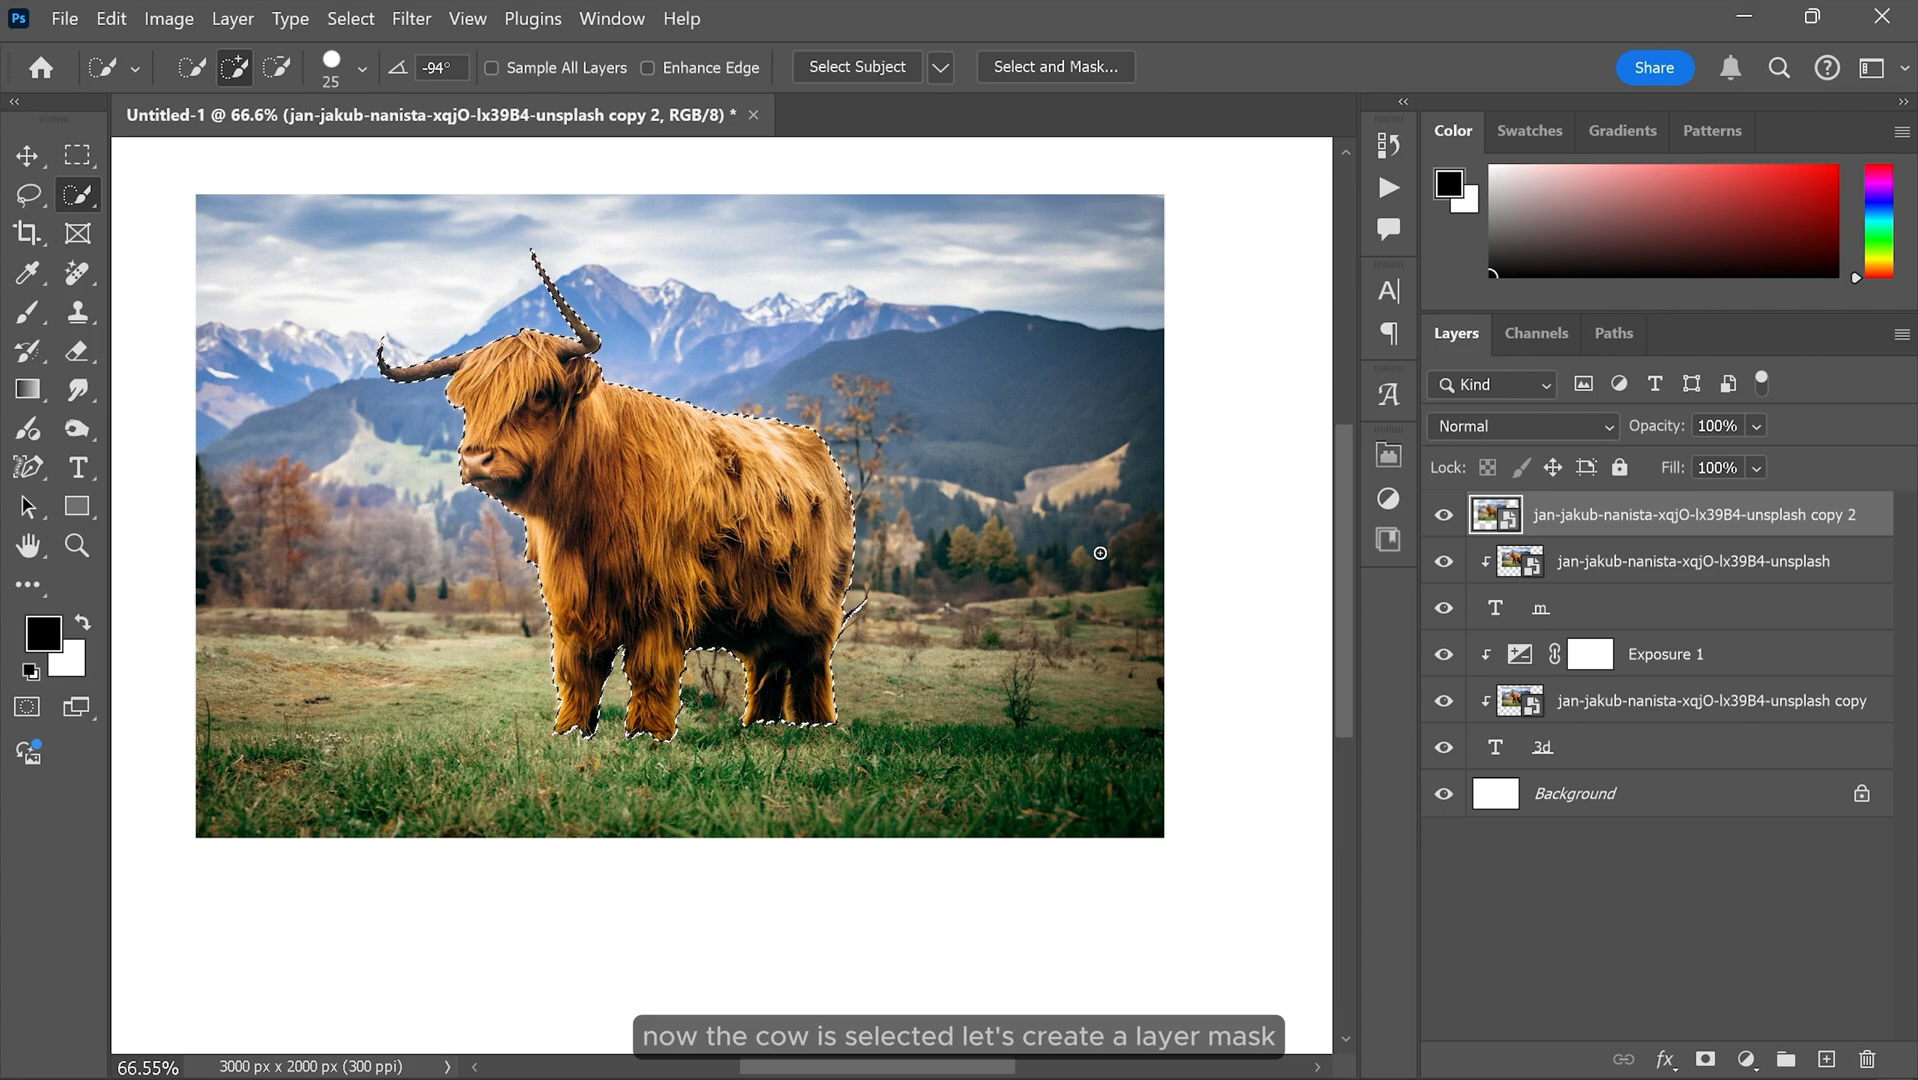 Ps File Edit Image Layer Type Select Filter View Plugins Window Help
25 -94° Sample All Layers Enhance Edge Select Subject Select and Mask... Share
Untitled-1 @ 66.6% (jan-jakub-nanista-xqjO-lx39B4-unsplash copy 2, RGB/8) *
Color Swatches Gradients Patterns
Layers Channels Paths
Kind
Normal Opacity: 100%
Lock: Fill: 100%
jan-jakub-nanista-xqjO-lx39B4-unsplash copy 2
jan-jakub-nanista-xqjO-lx39B4-unsplash
m
Exposure 1
jan-jakub-nanista-xqjO-lx39B4-unsplash copy
3d
Background
now the cow is selected let's create a layer mask
66.55% 3000 px x 2000 px (300 ppi)
fx